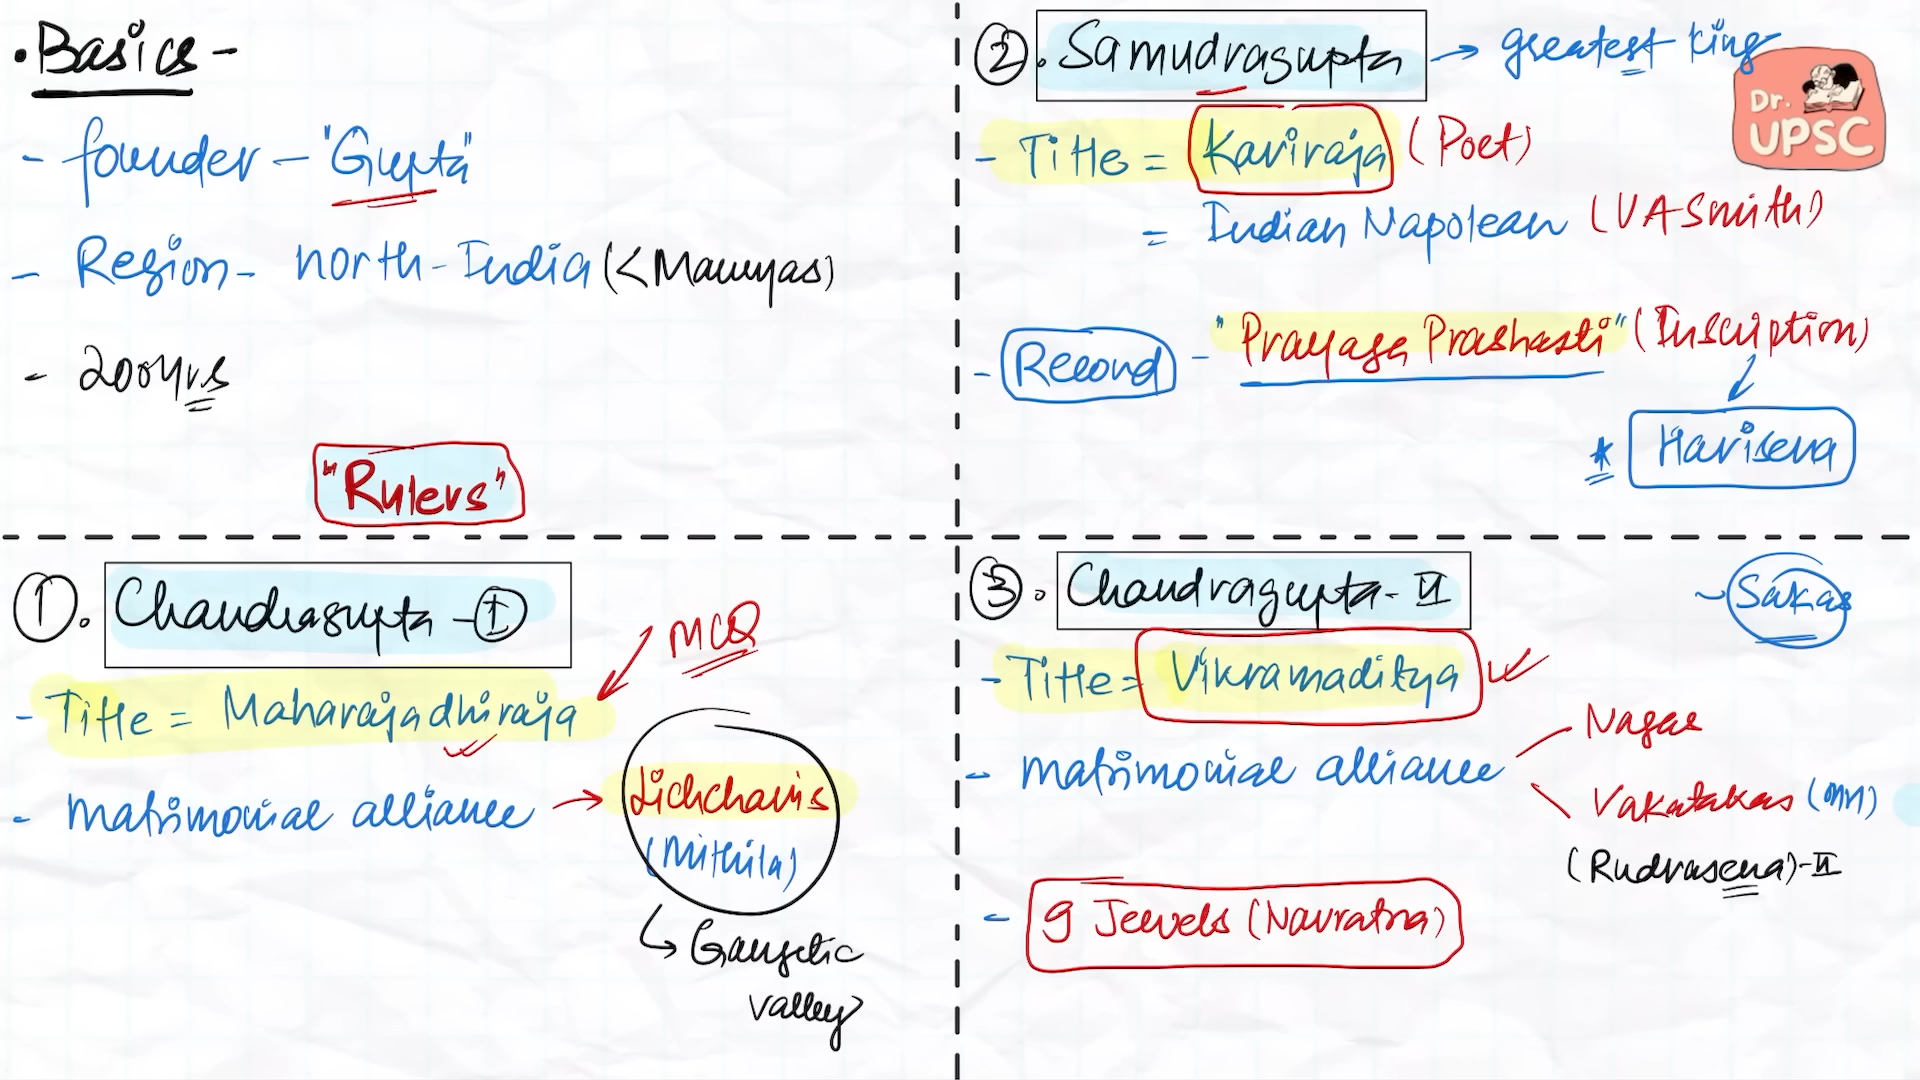 • Basics -
- founder - "Gupta"
- Region - north-India (<Mauryas)
- 200yrs
"Rulers"
① . Chandragupta - Ⓘ
MCQ
- Title = Maharajadhiraja
- matrimonial alliance → Lichchavis
(Mithila)
↳ Gangetic
valley
② . Samudragupta → greatest king
Dr.
UPSC
- Title = Kaviraja (Poet)
= Indian Napolean (VA Smith)
- Record - "Prayaga Prashasti" (Inscription)
* Harisena
③ . Chandragupta - II
- Sakas
- Title = Vikramaditya
- matrimonial alliance
Nagas
Vakatakas (MH)
(Rudrasena)-II
- 9 Jewels (Navratna)